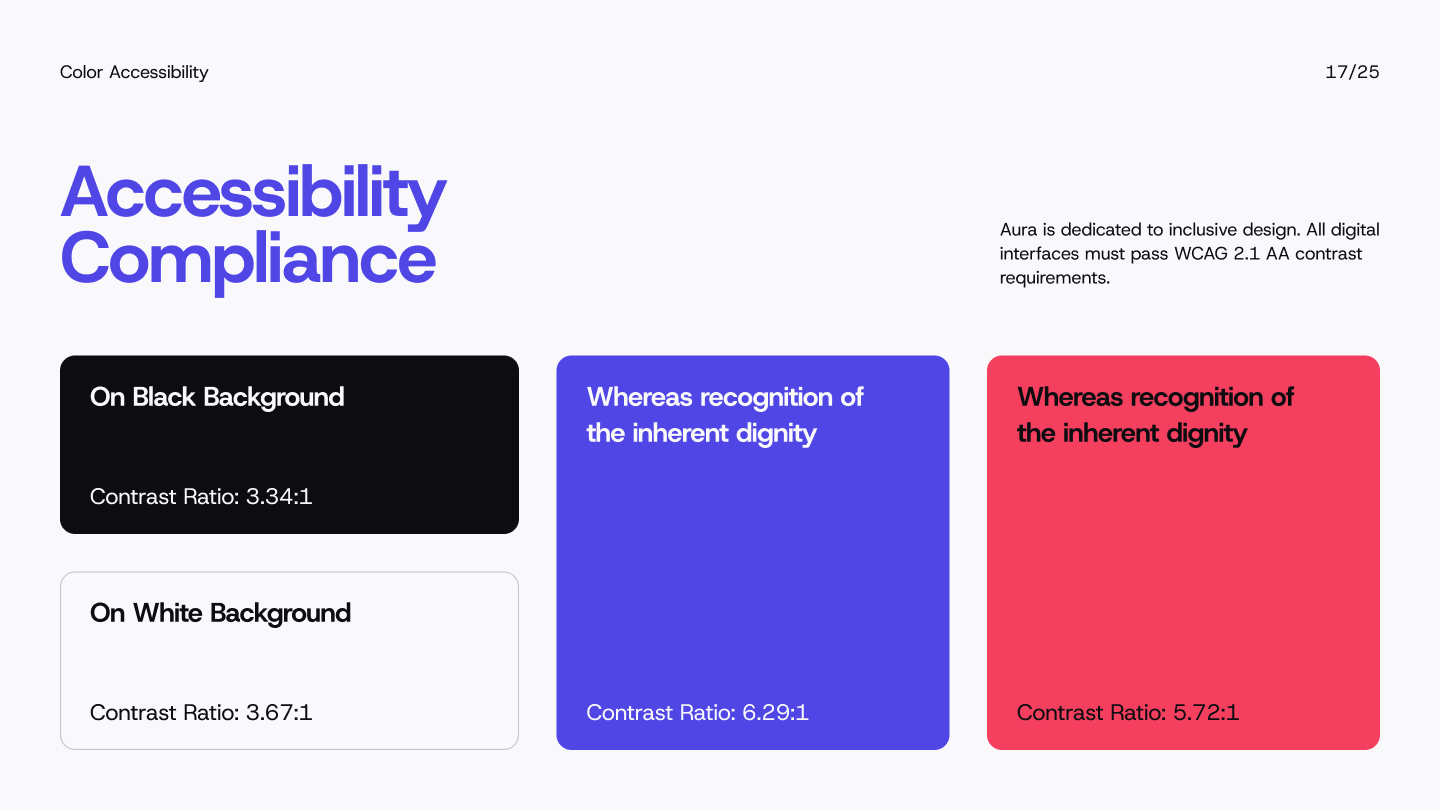 Color Accessibility
17/25
Accessibility
Compliance
Aura is dedicated to inclusive design. All digital
interfaces must pass WCAG 2.1 AA contrast
requirements.
On Black Background
Contrast Ratio: 3.34:1
On White Background
Contrast Ratio: 3.67:1
Whereas recognition of
the inherent dignity
Contrast Ratio: 6.29:1
Whereas recognition of
the inherent dignity
Contrast Ratio: 5.72:1